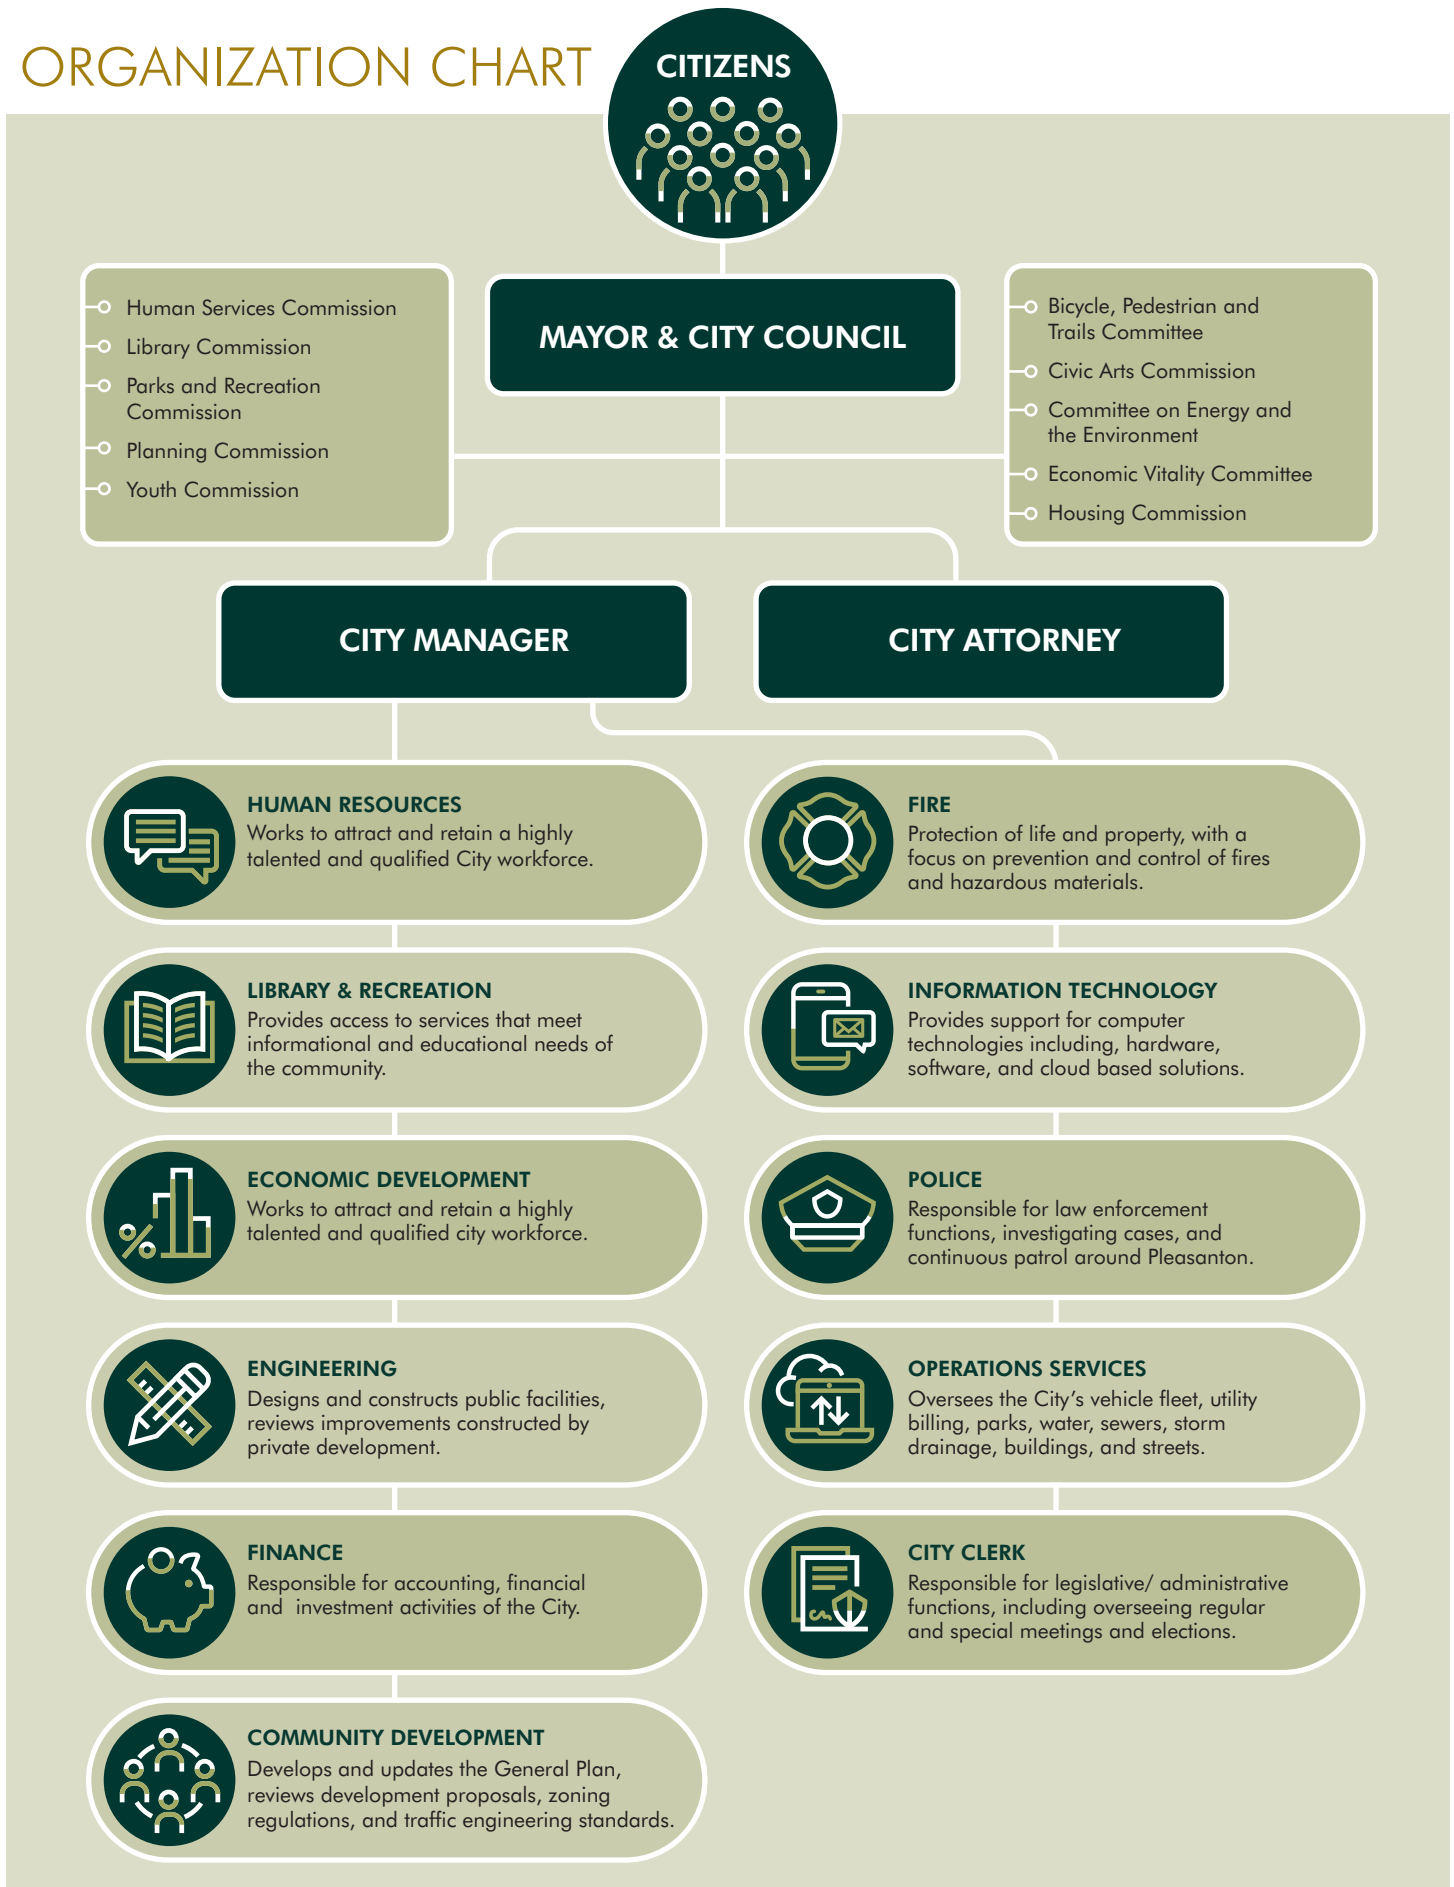 ORGANIZATION CHART
CITIZENS
Human Services Commission
Library Commission
Parks and Recreation
Commission
Planning Commission
Youth Commission
MAYOR & CITY COUNCIL
Bicycle, Pedestrian and
Trails Committee
Civic Arts Commission
Committee on Energy and
the Environment
Economic Vitality Committee
Housing Commission
CITY MANAGER
CITY ATTORNEY
HUMAN RESOURCES
Works to attract and retain a highly
talented and qualified City workforce.
LIBRARY & RECREATION
Provides access to services that meet
informational and educational needs of
the community.
ECONOMIC DEVELOPMENT
Works to attract and retain a highly
talented and qualified city workforce.
ENGINEERING
Designs and constructs public facilities,
reviews improvements constructed by
private development.
FINANCE
Responsible for accounting, financial
and  investment activities of the City.
COMMUNITY DEVELOPMENT
Develops and updates the General Plan,
reviews development proposals, zoning
regulations, and traffic engineering standards.
FIRE
Protection of life and property, with a
focus on prevention and control of fires
and hazardous materials.
INFORMATION TECHNOLOGY
Provides support for computer
technologies including, hardware,
software, and cloud based solutions.
POLICE
Responsible for law enforcement
functions, investigating cases, and
continuous patrol around Pleasanton.
OPERATIONS SERVICES
Oversees the City’s vehicle fleet, utility
billing, parks, water, sewers, storm
drainage, buildings, and streets.
CITY CLERK
Responsible for legislative/ administrative
functions, including overseeing regular
and special meetings and elections.